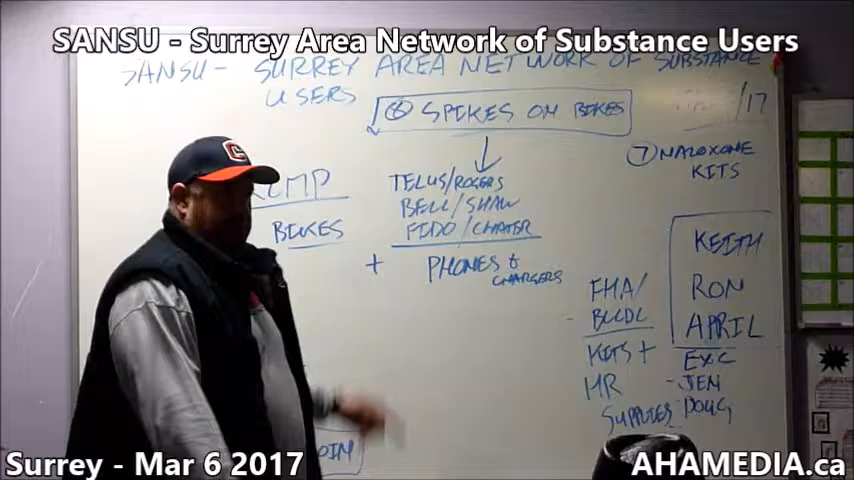 SANSU - Surrey Area Network of Substance Users
SANSU - SURREY AREA NETWORK OF SUBSTANCE
USERS
⑥ SPIKES ON BIKES
/17
⑦ NALOXONE
KITS
RCMP
BIKES
TELUS/ROGERS
BELL/SHAW
FIDO/CHATER
+ PHONES &
CHARGERS
FHA/
BCCDC
KITS +
HR
SUPPLIES
KEITH
RON
APRIL
EXC
- JEN
- DOUG
Surrey - Mar 6 2017
AHAMEDIA.ca